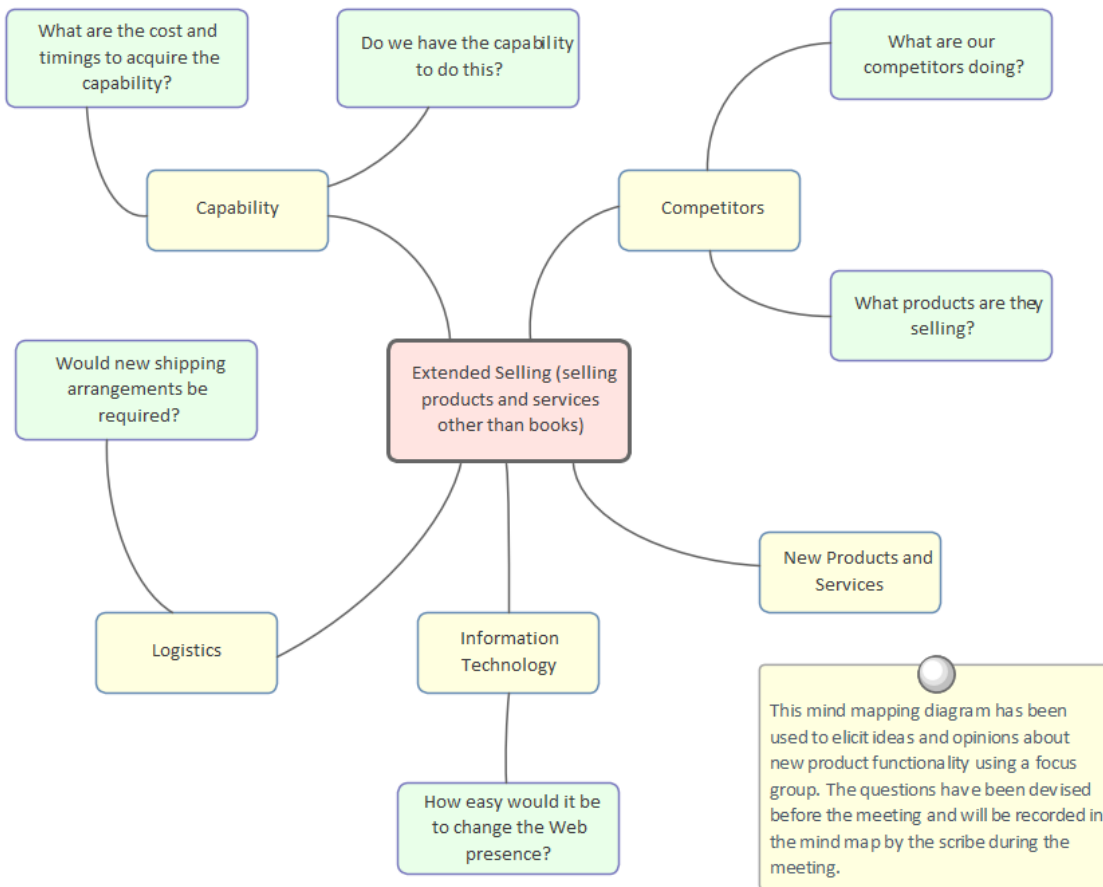 What are the cost and
timings to acquire the
capability?
Do we have the capability
to do this?
What are our
competitors doing?
Capability
Competitors
What products are they
selling?
Would new shipping
arrangements be
required?
Extended Selling (selling
products and services
other than books)
New Products and
Services
Logistics
Information
Technology
How easy would it be
to change the Web
presence?
This mind mapping diagram has been
used to elicit ideas and opinions about
new product functionality using a focus
group. The questions have been devised
before the meeting and will be recorded in
the mind map by the scribe during the
meeting.